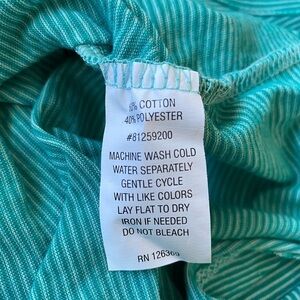 COTTON
40% POLYESTER
#81259200
MACHINE WASH COLD
WATER SEPARATELY
GENTLE CYCLE
WITH LIKE COLORS
LAY FLAT TO DRY
IRON IF NEEDED
DO NOT BLEACH
RN 126369